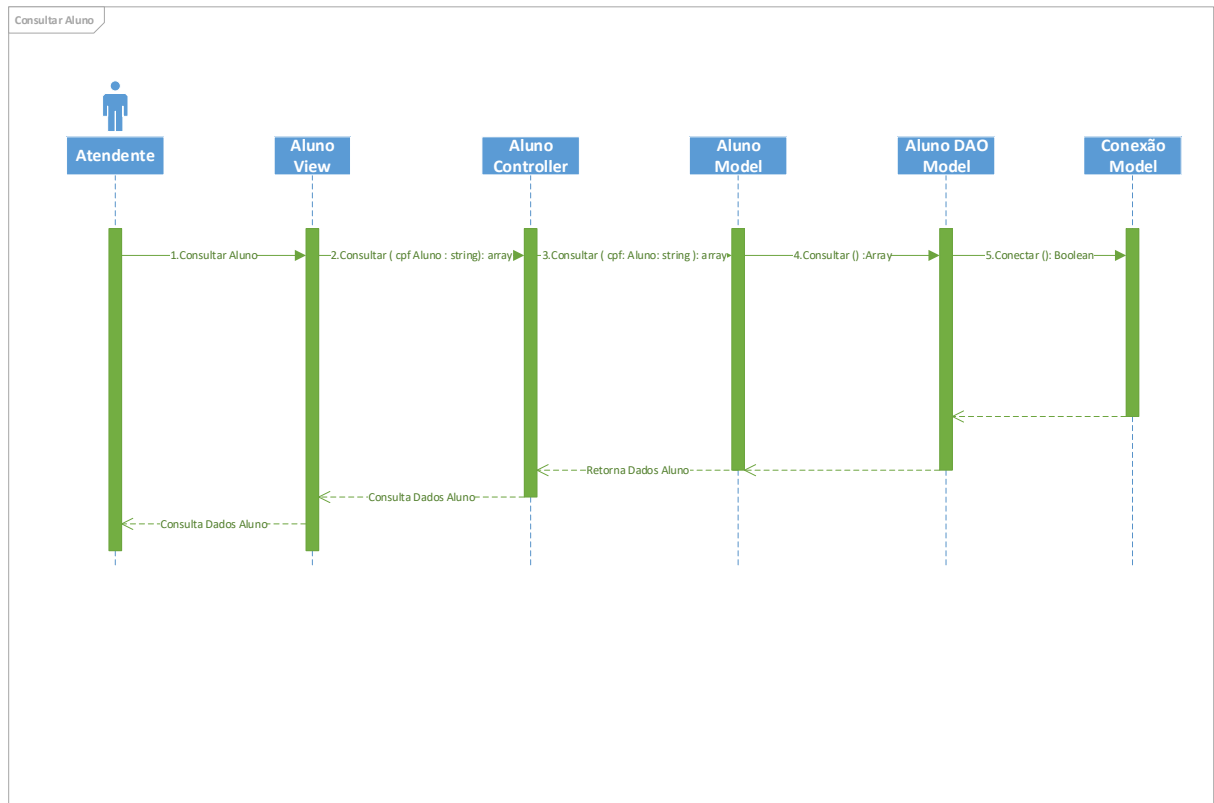 Consultar Aluno
Atendente
Aluno
View
Aluno
Controller
Aluno
Model
Aluno DAO
Model
Conexão
Model
1.Consultar Aluno
2.Consultar ( cpf Aluno : string): array
3.Consultar ( cpf: Aluno: string ): array
4.Consultar () :Array
5.Conectar (): Boolean
Retorna Dados Aluno
Consulta Dados Aluno
Consulta Dados Aluno